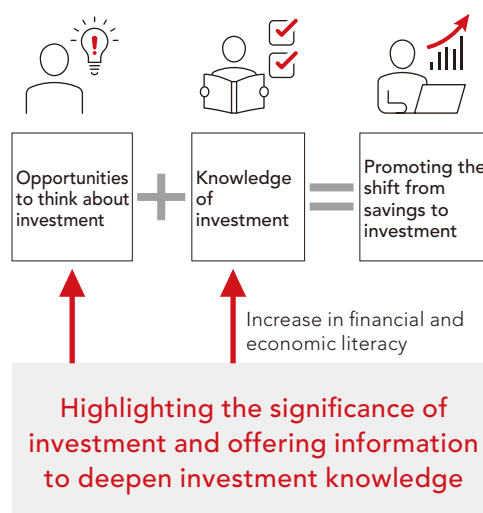 Opportunities
to think about
investment
Knowledge
of
investment
Promoting the
shift from
savings to
investment
Increase in financial and
economic literacy
Highlighting the significance of
investment and offering information
to deepen investment knowledge